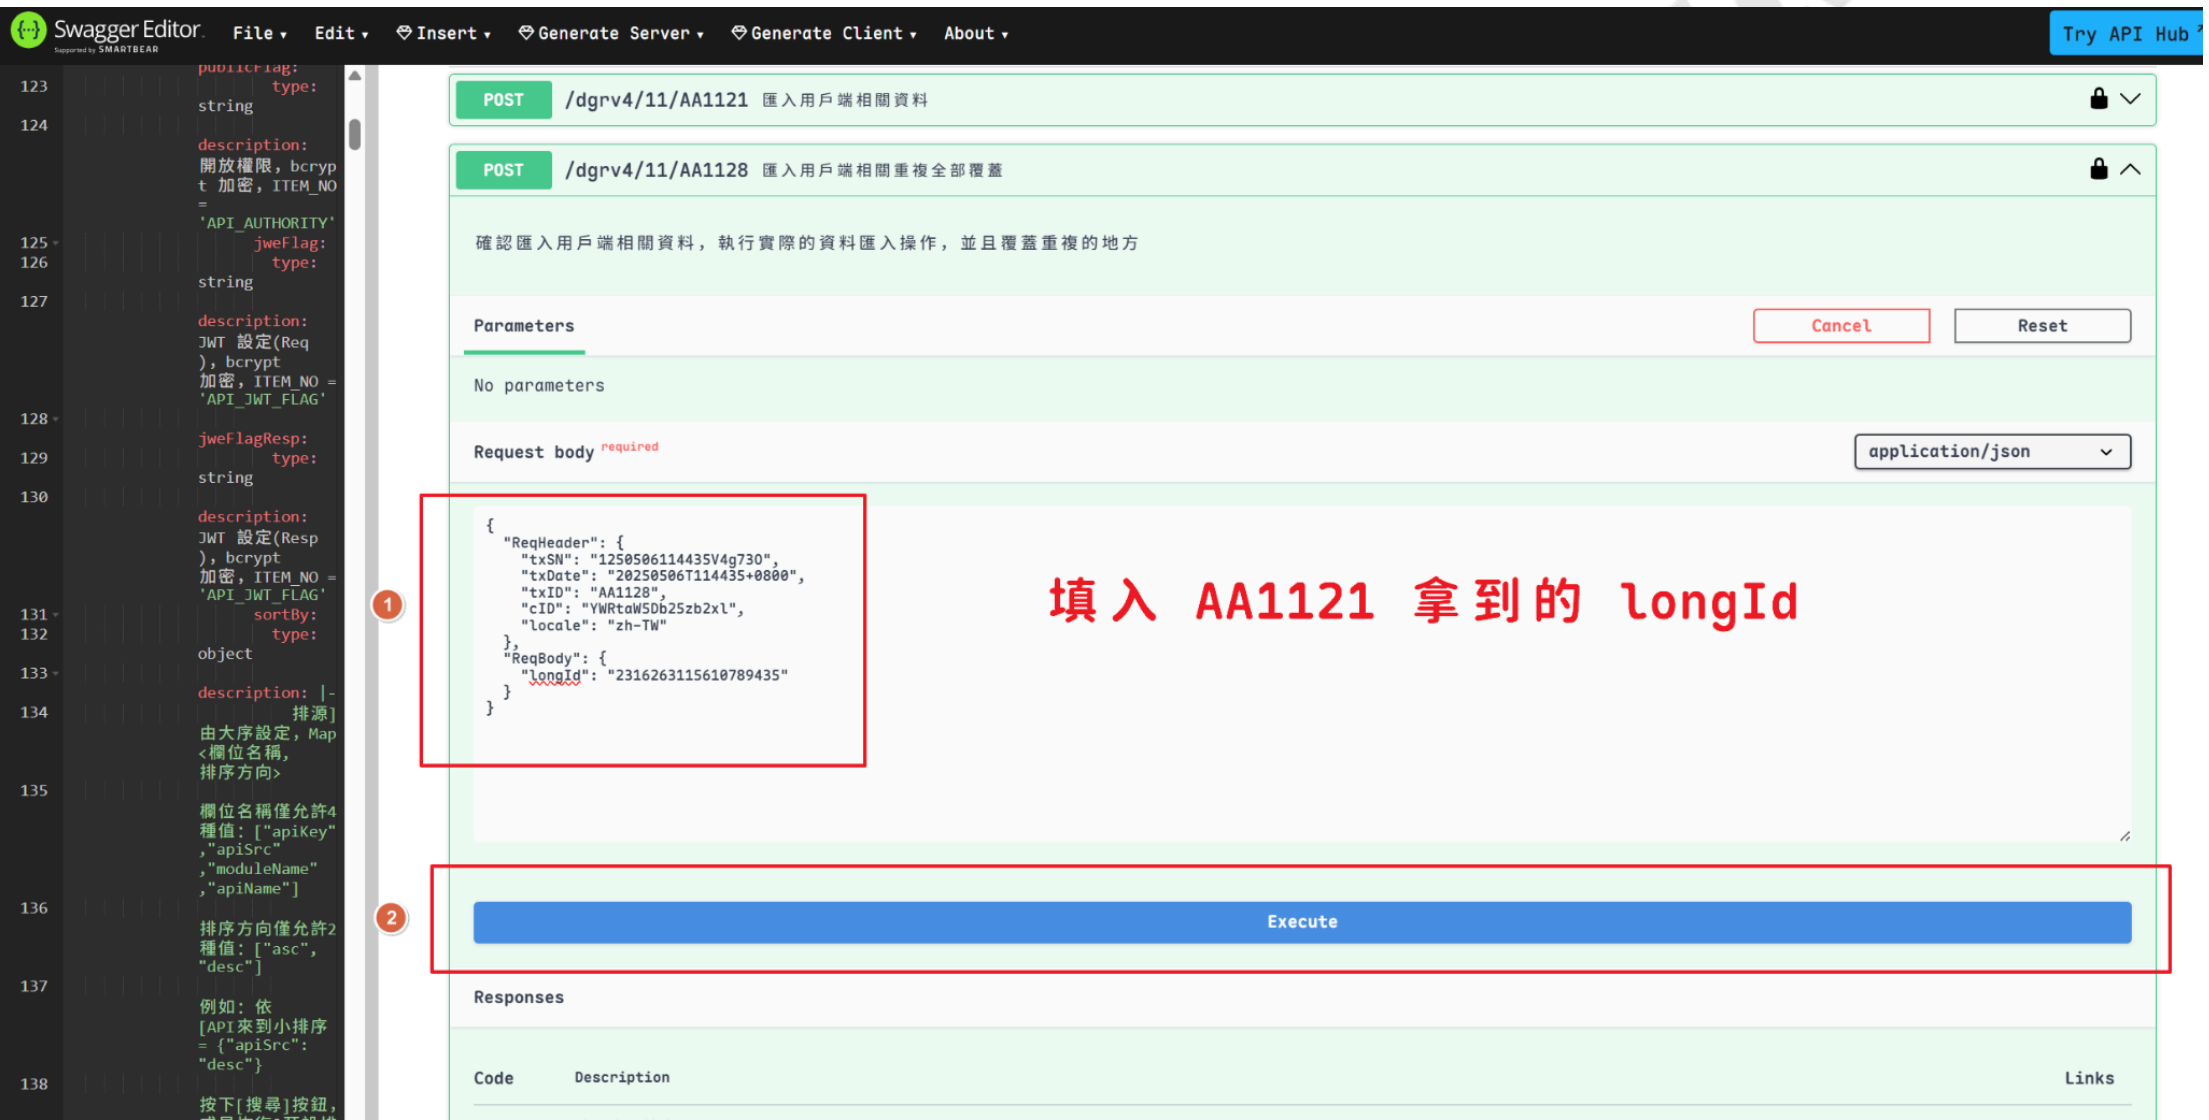 Swagger Editor.
Supported by SMARTBEAR
File
Edit
Insert
Generate Server
Generate Client
About
Try API Hub
publicFlag:
123
type:
string
124
description:
開放權限，bcryp
t 加密，ITEM_NO
=
'API_AUTHORITY'
125
jweFlag:
126
type:
string
127
description:
JWT 設定(Req
)，bcrypt
加密，ITEM_NO =
'API_JWT_FLAG'
128
jweFlagResp:
129
type:
string
130
description:
JWT 設定(Resp
)，bcrypt
加密，ITEM_NO =
'API_JWT_FLAG'
131
sortBy:
132
type:
object
133
description: |-
134
排源]
由大序設定，Map
<欄位名稱,
排序方向>
135
欄位名稱僅允許4
種值：["apiKey"
,"apiSrc"
,"moduleName"
,"apiName"]
136
排序方向僅允許2
種值：["asc",
"desc"]
137
例如：依
[API來到小排序
= {"apiSrc":
"desc"}
138
按下[搜尋]按鈕，
POST /dgrv4/11/AA1121 匯入用戶端相關資料
POST /dgrv4/11/AA1128 匯入用戶端相關重複全部覆蓋
確認匯入用戶端相關資料，執行實際的資料匯入操作，並且覆蓋重複的地方
Parameters
Cancel
Reset
No parameters
Request body required
application/json
{
"ReqHeader": {
"txSN": "1250506114435V4g73O",
"txDate": "20250506T114435+0800",
"txID": "AA1128",
"cID": "YWRtaW5Db25zb2xl",
"locale": "zh-TW"
},
"ReqBody": {
"longId": "2316263115610789435"
}
}
1
填入 AA1121 拿到的 longId
2
Execute
Responses
Code
Description
Links